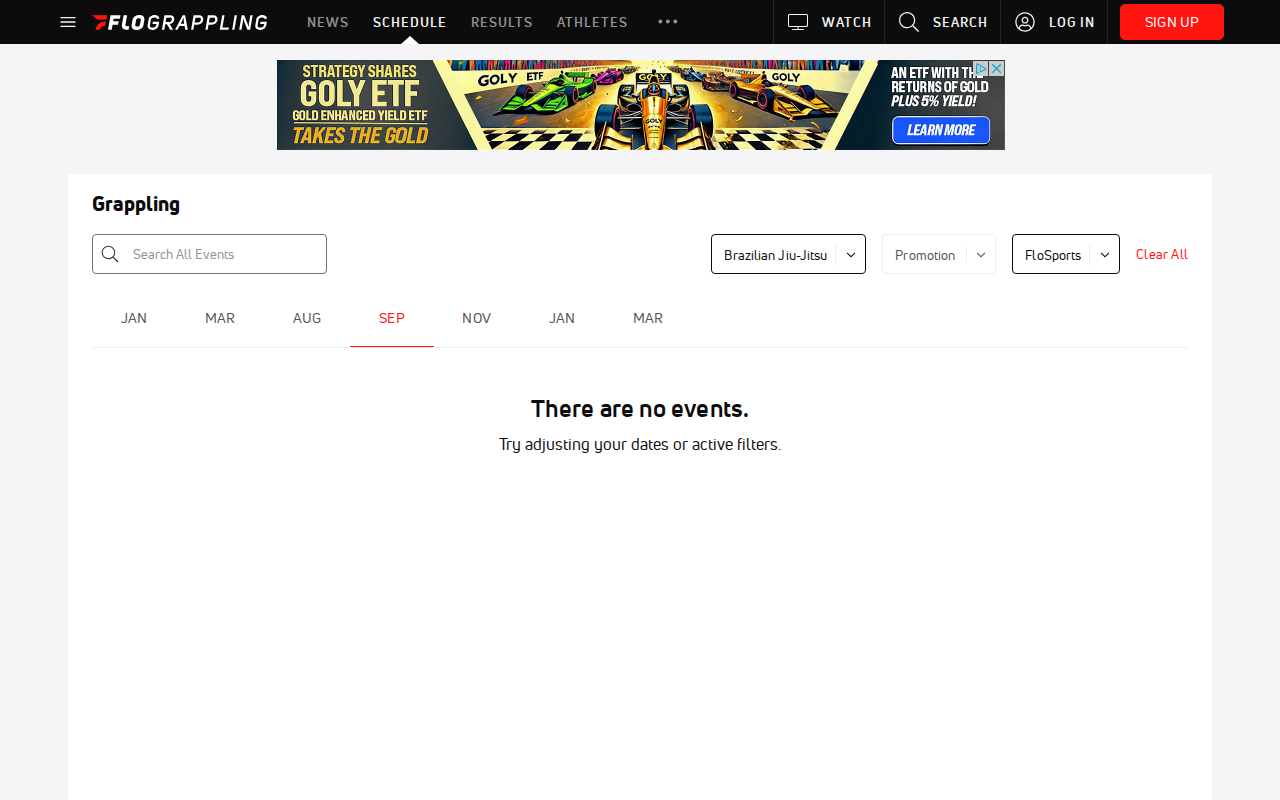 FLOGRAPPLING NEWS SCHEDULE RESULTS ATHLETES WATCH SEARCH LOG IN SIGN UP
STRATEGY SHARES
GOLY ETF
GOLD ENHANCED YIELD ETF
TAKES THE GOLD
GOLY ETF
GOLY
GOLY
GOLY
AN ETF WITH THE
RETURNS OF GOLD
PLUS 5% YIELD!
LEARN MORE
Grappling
Search All Events
Brazilian Jiu-Jitsu Promotion FloSports Clear All
JAN MAR AUG SEP NOV JAN MAR
There are no events.
Try adjusting your dates or active filters.